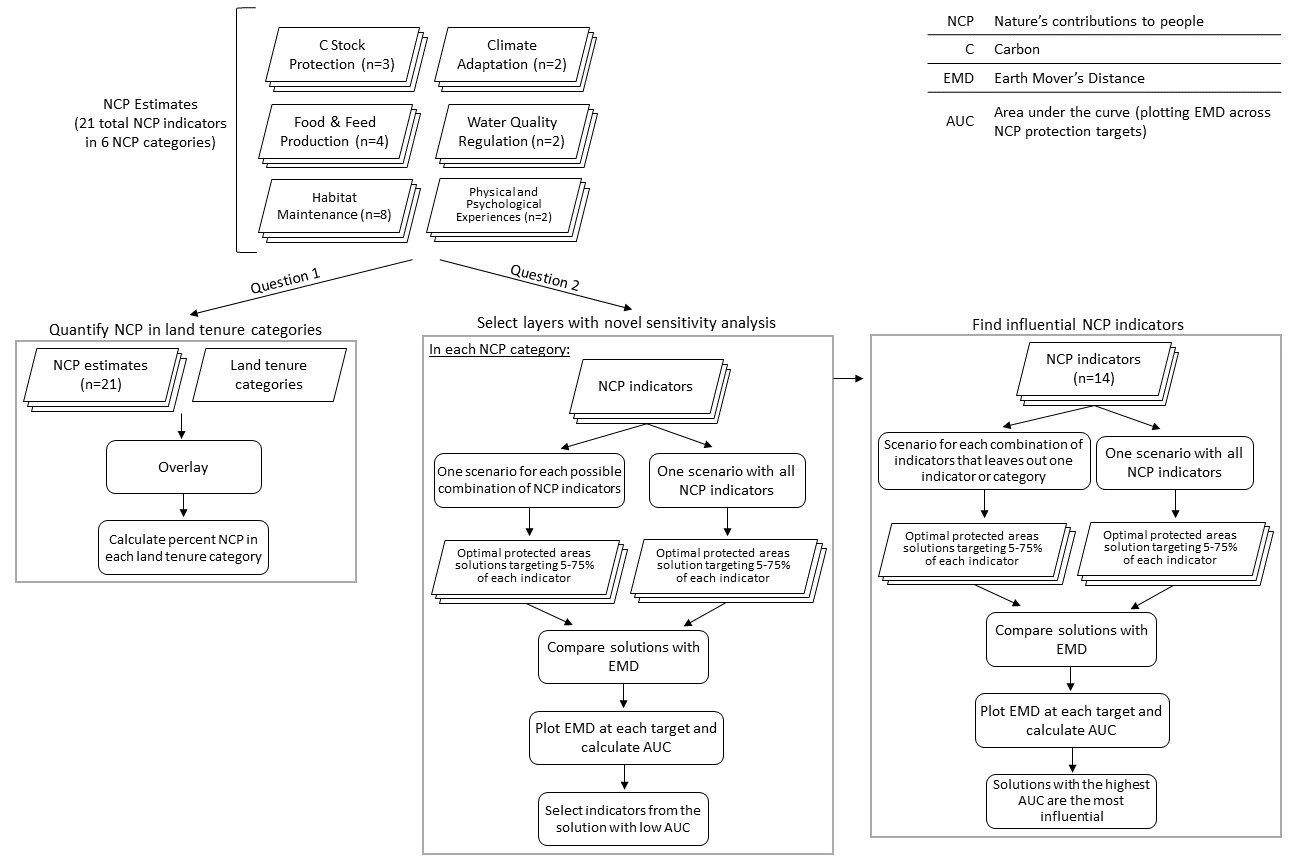 NCP Estimates
(21 total NCP indicators
in 6 NCP categories)
C Stock
Protection (n=3)
Climate
Adaptation (n=2)
Food & Feed
Production (n=4)
Water Quality
Regulation (n=2)
Habitat
Maintenance (n=8)
Physical and
Psychological
Experiences (n=2)
NCP Nature's contributions to people
C Carbon
EMD Earth Mover's Distance
AUC Area under the curve (plotting EMD across
NCP protection targets)
Question 1
Question 2
Quantify NCP in land tenure categories
NCP estimates
(n=21)
Land tenure
categories
Overlay
Calculate percent NCP in
each land tenure category
Select layers with novel sensitivity analysis
In each NCP category:
NCP indicators
One scenario for each possible
combination of NCP indicators
One scenario with all
NCP indicators
Optimal protected areas
solutions targeting 5-75%
of each indicator
Optimal protected areas
solution targeting 5-75%
of each indicator
Compare solutions with
EMD
Plot EMD at each target and
calculate AUC
Select indicators from the
solution with low AUC
Find influential NCP indicators
NCP indicators
(n=14)
Scenario for each combination of
indicators that leaves out one
indicator or category
One scenario with all
NCP indicators
Optimal protected areas
solutions targeting 5-75%
of each indicator
Optimal protected areas
solution targeting 5-75%
of each indicator
Compare solutions with
EMD
Plot EMD at each target and
calculate AUC
Solutions with the highest
AUC are the most
influential